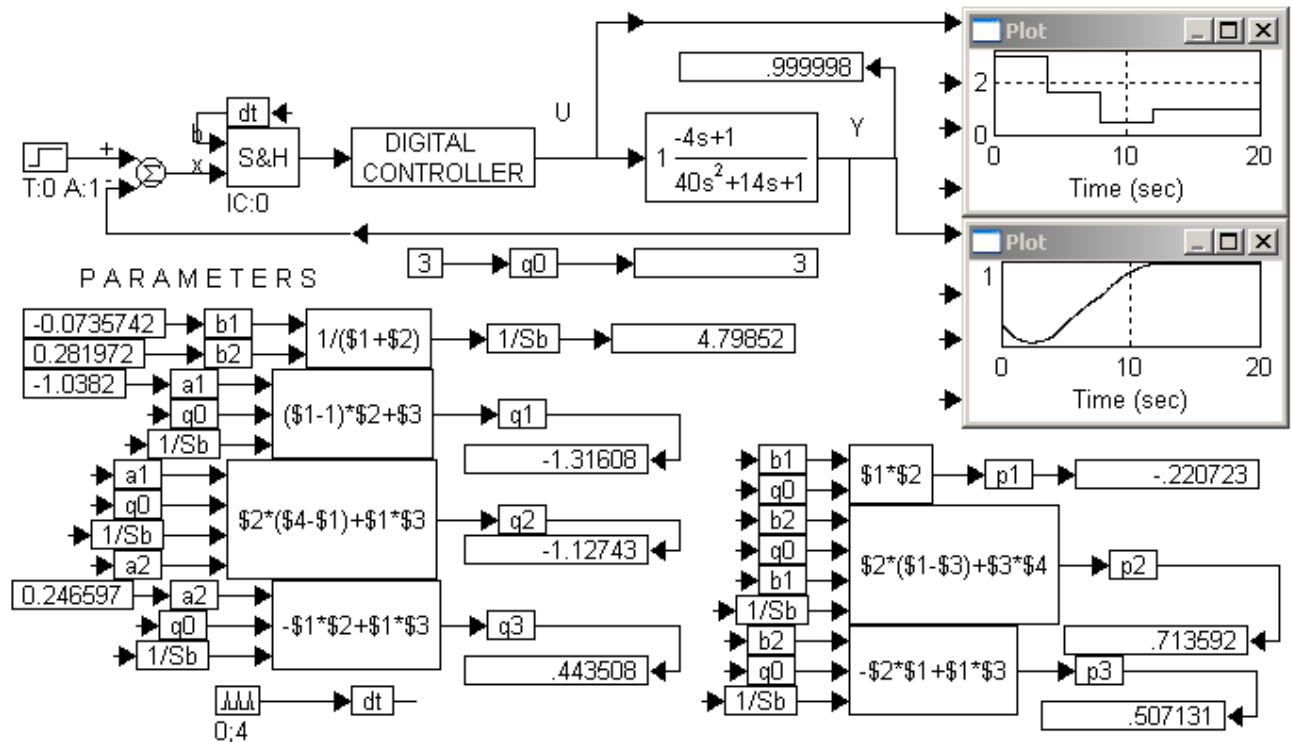 Plot
.999998
2
0
0 10 20
Time (sec)
U
Y
dt
b
x
S&H
IC:0
+
-
Σ
T:0 A:1
DIGITAL
CONTROLLER
1
-4s+1
40s²+14s+1
Plot
1
0 10 20
Time (sec)
3 q0 3
PARAMETERS
-0.0735742 b1
0.281972 b2
1/($1+$2) 1/Sb 4.79852
-1.0382 a1
q0
1/Sb
($1-1)*$2+$3 q1
-1.31608
a1
q0
1/Sb
a2
$2*($4-$1)+$1*$3 q2
-1.12743
0.246597 a2
q0
1/Sb
-$1*$2+$1*$3 q3
.443508
0;4
dt
b1
q0
$1*$2 p1 -.220723
b2
q0
b1
1/Sb
$2*($1-$3)+$3*$4 p2
.713592
b2
q0
1/Sb
-$2*$1+$1*$3 p3
.507131